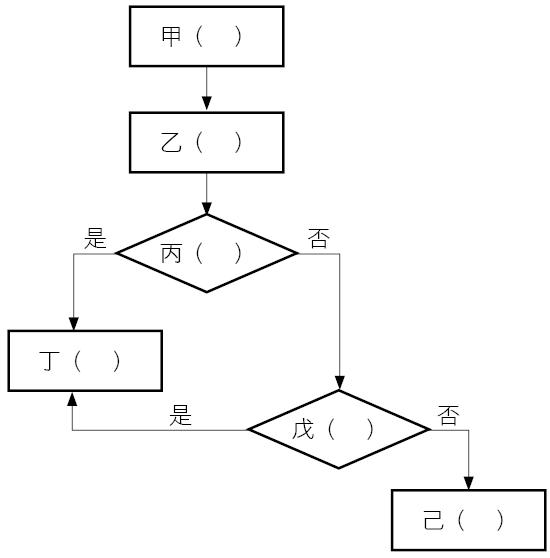 甲（　）
乙（　）
是
否
丙（　）
丁（　）
是
否
戊（　）
己（　）